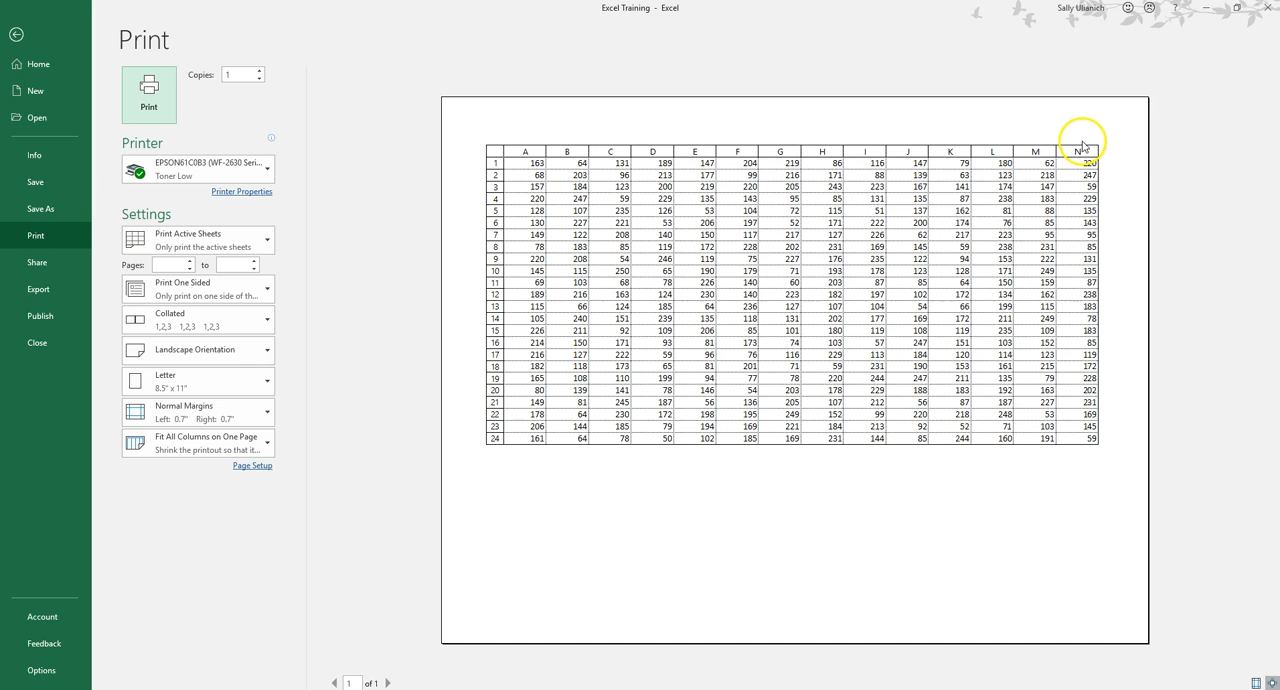 Excel Training - Excel
Sally Ulianich
?
Print
Home
New
Open
Info
Save
Save As
Print
Share
Export
Publish
Close
Account
Feedback
Options
Print
Copies: 1
Printer
EPSON61C0B3 (WF-2630 Seri...
Toner Low
Printer Properties
Settings
Print Active Sheets
Only print the active sheets
Pages: to
Print One Sided
Only print on one side of th...
Collated
1,2,3 1,2,3 1,2,3
Landscape Orientation
Letter
8.5" x 11"
Normal Margins
Left: 0.7" Right: 0.7"
Fit All Columns on One Page
Shrink the printout so that it...
Page Setup
A B C D E F G H I J K L M N
1 163 64 131 189 147 204 219 86 116 147 79 180 62 220
2 68 203 96 213 177 99 216 171 88 139 63 123 218 247
3 157 184 123 200 219 220 205 243 223 167 141 174 147 59
4 220 247 59 229 135 143 95 85 131 135 87 238 183 229
5 128 107 235 126 53 104 72 115 51 137 162 81 88 135
6 130 227 221 53 206 197 52 171 222 200 174 76 85 143
7 149 122 208 140 150 117 217 127 226 62 217 223 95 95
8 78 183 85 119 172 228 202 231 169 145 59 238 231 85
9 220 208 54 246 119 75 227 176 235 122 94 153 222 131
10 145 115 250 65 190 179 71 193 178 123 128 171 249 135
11 69 103 68 78 226 140 60 203 87 85 64 150 159 87
12 189 216 163 124 230 140 223 182 197 102 172 134 162 238
13 115 66 124 185 64 236 127 107 104 54 66 199 115 183
14 105 240 151 239 135 118 131 202 177 169 172 211 249 78
15 226 211 92 109 206 85 101 180 119 108 119 235 109 183
16 214 150 171 93 81 173 74 103 57 247 151 103 152 85
17 216 127 222 59 96 76 116 229 113 184 120 114 123 119
18 182 118 173 65 81 201 71 59 231 190 153 161 215 172
19 165 108 110 199 94 77 78 220 244 247 211 135 79 228
20 80 139 141 78 146 54 203 178 229 188 183 192 163 202
21 149 81 245 187 56 136 205 107 212 56 87 187 227 231
22 178 64 230 172 198 195 249 152 99 220 218 248 53 169
23 206 144 185 79 194 169 221 184 213 92 52 71 103 145
24 161 64 78 50 102 185 169 231 144 85 244 160 191 59
1 of 1